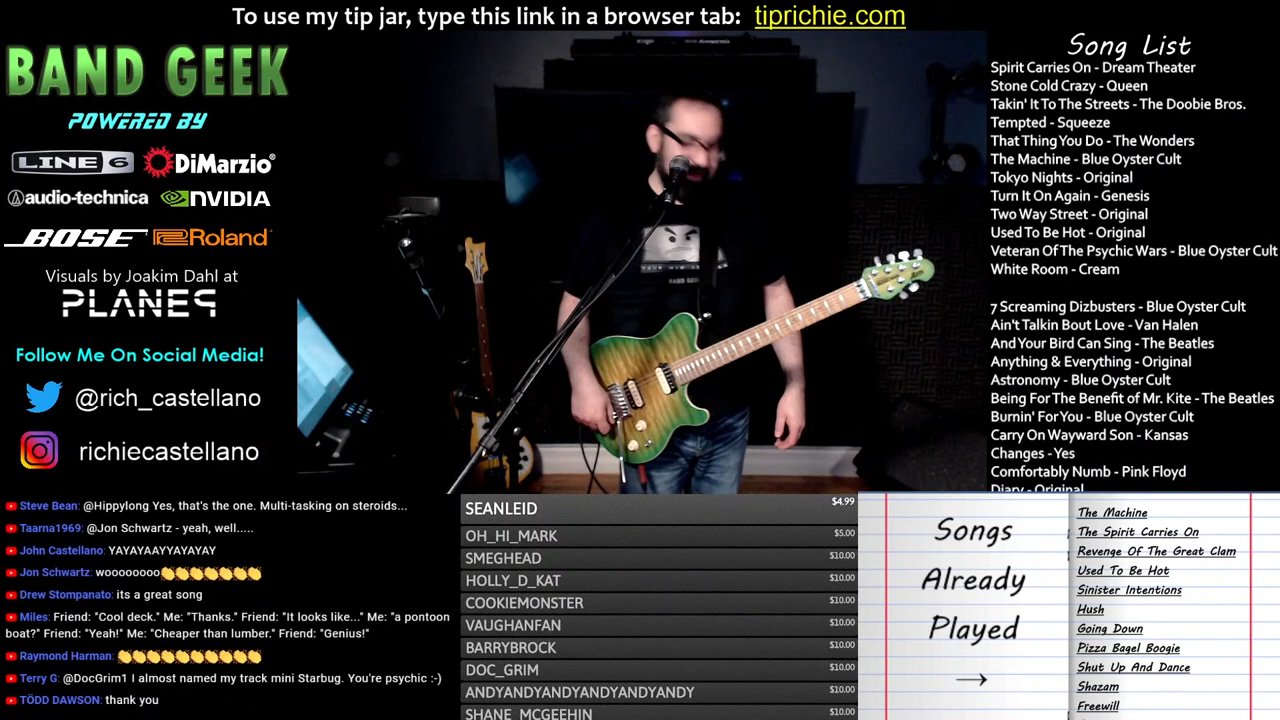 To use my tip jar, type this link in a browser tab: tiprichie.com
BAND GEEK
POWERED BY
LINE 6
DiMarzio®
audio-technica
NVIDIA
BOSE
Roland
Visuals by Joakim Dahl at
PLANE9
Follow Me On Social Media!
@rich_castellano
richiecastellano
BAND GEEK
Song List
Spirit Carries On - Dream Theater
Stone Cold Crazy - Queen
Takin' It To The Streets - The Doobie Bros.
Tempted - Squeeze
That Thing You Do - The Wonders
The Machine - Blue Oyster Cult
Tokyo Nights - Original
Turn It On Again - Genesis
Two Way Street - Original
Used To Be Hot - Original
Veteran Of The Psychic Wars - Blue Oyster Cult
White Room - Cream
7 Screaming Dizbusters - Blue Oyster Cult
Ain't Talkin Bout Love - Van Halen
And Your Bird Can Sing - The Beatles
Anything & Everything - Original
Astronomy - Blue Oyster Cult
Being For The Benefit of Mr. Kite - The Beatles
Burnin' For You - Blue Oyster Cult
Carry On Wayward Son - Kansas
Changes - Yes
Comfortably Numb - Pink Floyd
Diary - Original
Steve Bean: @Hippylong Yes, that's the one. Multi-tasking on steroids...
Taarna1969: @Jon Schwartz - yeah, well.....
John Castellano: YAYAYAAYYAYAYAY
Jon Schwartz: woooooooo👏👏👏👏👏👏👏
Drew Stompanato: its a great song
Miles: Friend: "Cool deck." Me: "Thanks." Friend: "It looks like..." Me: "a pontoon
boat?" Friend: "Yeah!" Me: "Cheaper than lumber." Friend: "Genius!"
Raymond Harman: 👏👏👏👏👏👏👏👏👏👏
Terry G: @DocGrim1 I almost named my track mini Starbug. You're psychic :-)
TÖDD DAWSON: thank you
SEANLEID $4.99
OH_HI_MARK $5.00
SMEGHEAD $10.00
HOLLY_D_KAT $10.00
COOKIEMONSTER $10.00
VAUGHANFAN $10.00
BARRYBROCK $10.00
DOC_GRIM $10.00
ANDYANDYANDYANDYANDYANDY $10.00
SHANE_MCGEEHIN $10.00
Songs
Already
Played
→
The Machine
The Spirit Carries On
Revenge Of The Great Clam
Used To Be Hot
Sinister Intentions
Hush
Going Down
Pizza Bagel Boogie
Shut Up And Dance
Shazam
Freewill